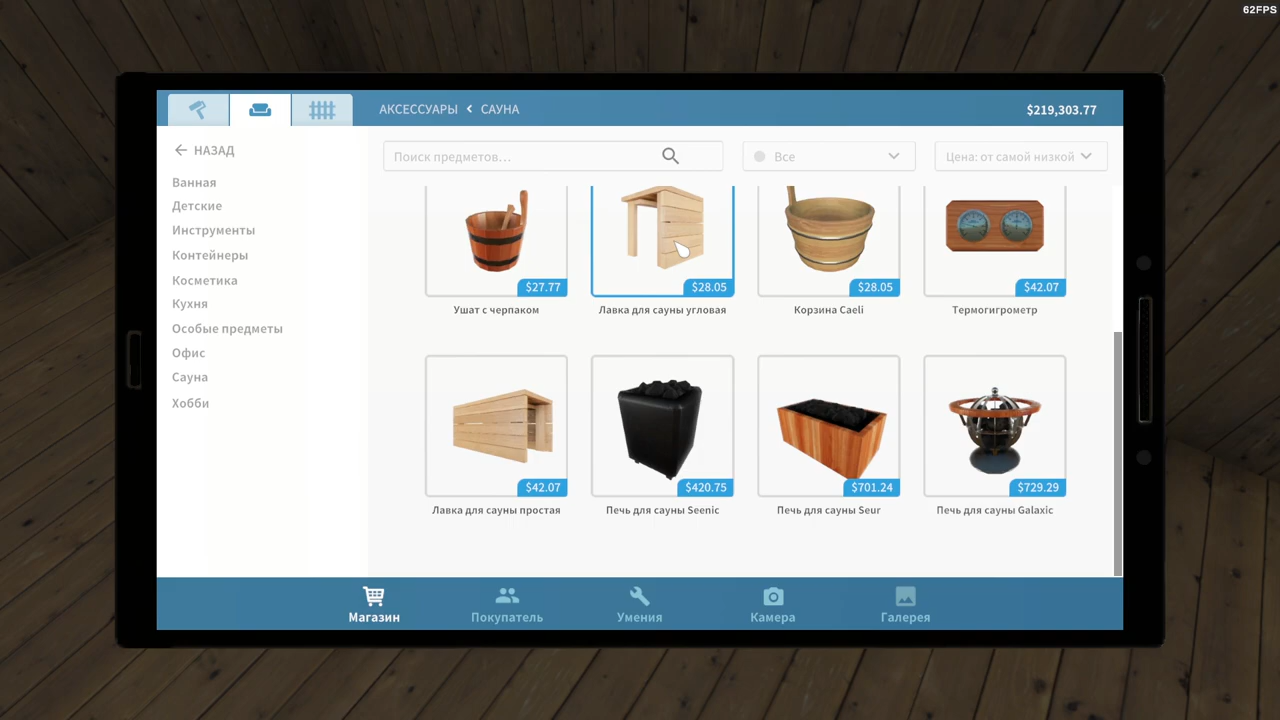 62FPS
АКСЕССУАРЫ < САУНА
$219,303.77
НАЗАД
Поиск предметов...
Все
Цена: от самой низкой
Ванная
Детские
Инструменты
Контейнеры
Косметика
Кухня
Особые предметы
Офис
Сауна
Хобби
$27.77
$28.05
$28.05
$42.07
Ушат с черпаком
Лавка для сауны угловая
Корзина Caeli
Термогигрометр
$42.07
$420.75
$701.24
$729.29
Лавка для сауны простая
Печь для сауны Seenic
Печь для сауны Seur
Печь для сауны Galaxic
Магазин
Покупатель
Умения
Камера
Галерея